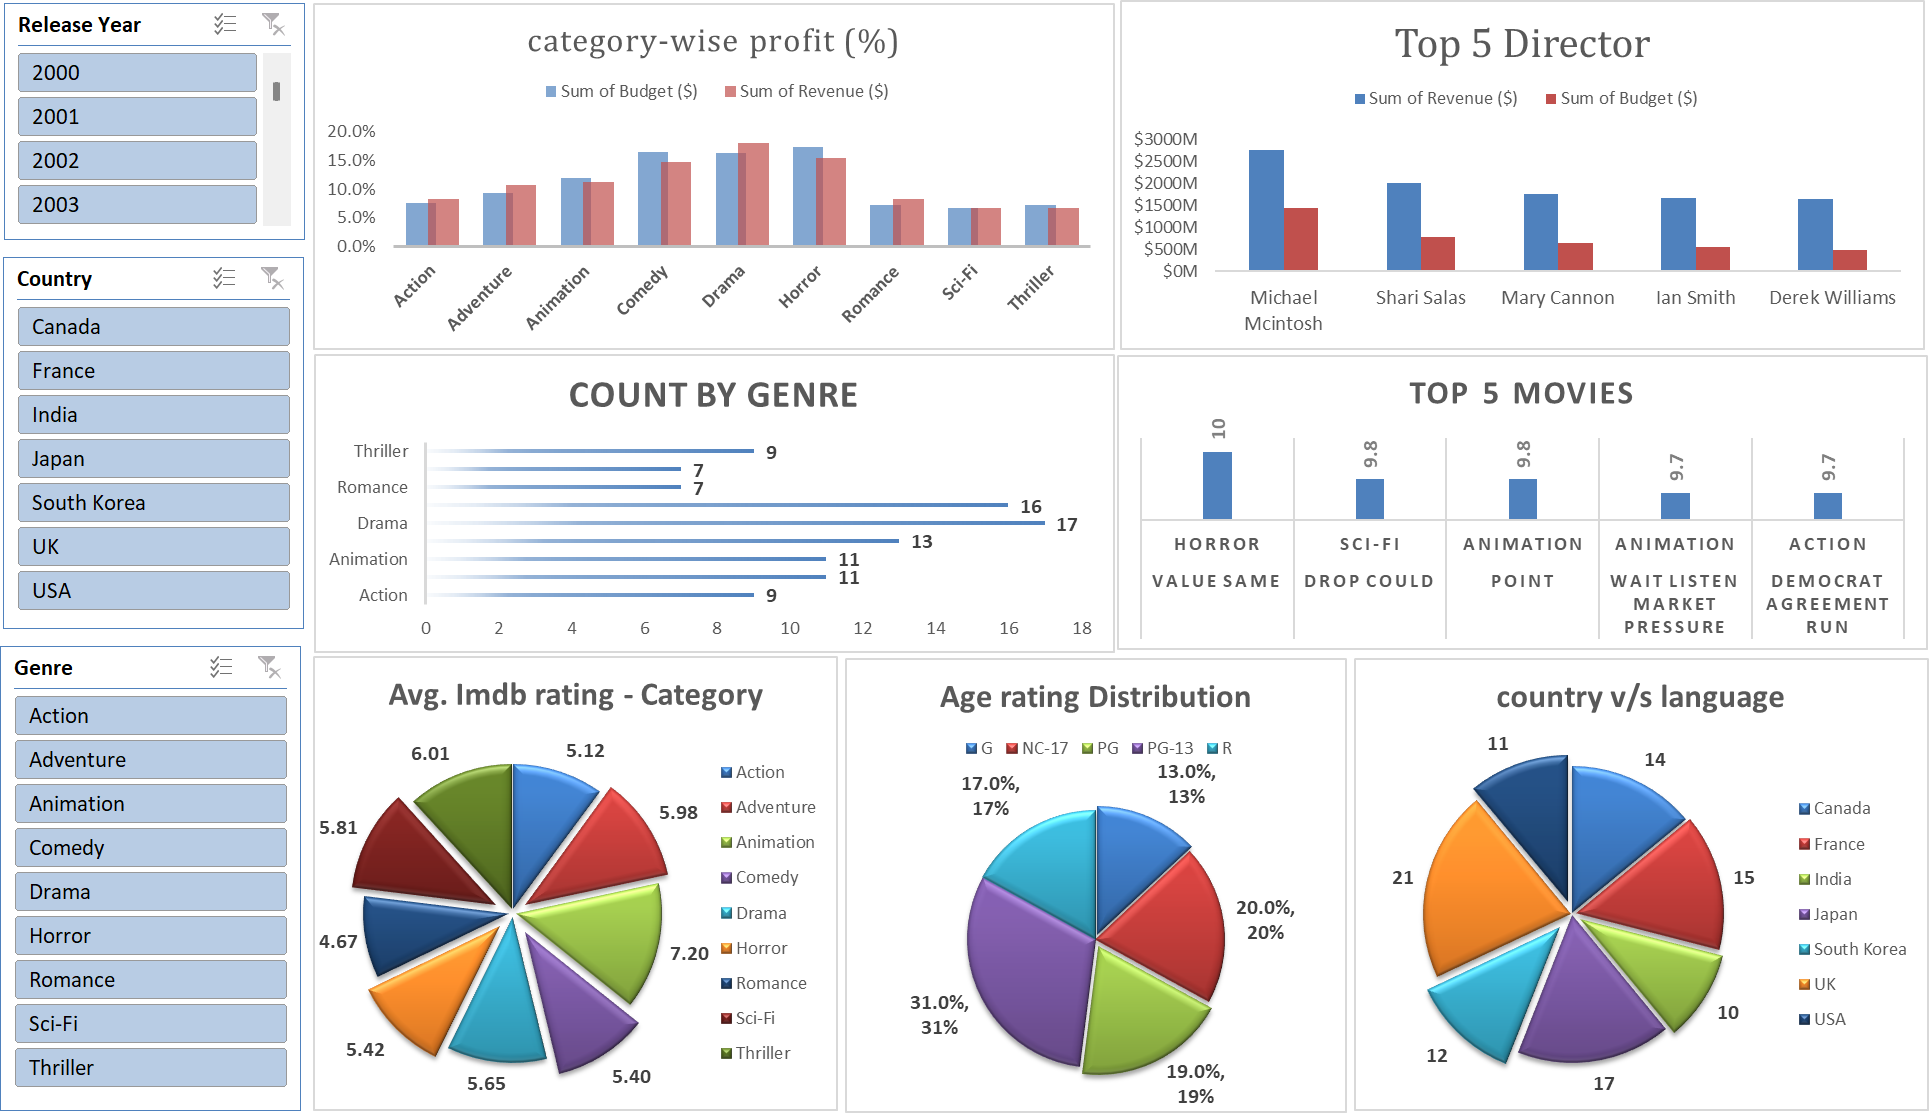 Release Year
2000
2001
2002
2003
Country
Canada
France
India
Japan
South Korea
UK
USA
Genre
Action
Adventure
Animation
Comedy
Drama
Horror
Romance
Sci-Fi
Thriller
category-wise profit (%)
Sum of Budget ($) Sum of Revenue ($)
20.0%
15.0%
10.0%
5.0%
0.0%
Action Adventure Animation Comedy Drama Horror Romance Sci-Fi Thriller
Top 5 Director
Sum of Revenue ($) Sum of Budget ($)
$3000M
$2500M
$2000M
$1500M
$1000M
$500M
$0M
Michael Shari Salas Mary Cannon Ian Smith Derek Williams
Mcintosh
COUNT BY GENRE
Thriller 9
7
Romance 7
16
Drama 17
13
Animation 11
11
Action 9
0 2 4 6 8 10 12 14 16 18
TOP 5 MOVIES
10 9.8 9.8 9.7 9.7
HORROR SCI-FI ANIMATION ANIMATION ACTION
VALUE SAME DROP COULD POINT WAIT LISTEN DEMOCRAT
MARKET AGREEMENT
PRESSURE RUN
Avg. Imdb rating - Category
6.01 5.12
5.98
5.81
7.20
4.67
5.42
5.65 5.40
Action
Adventure
Animation
Comedy
Drama
Horror
Romance
Sci-Fi
Thriller
Age rating Distribution
G NC-17 PG PG-13 R
13.0%,
13%
17.0%,
17%
20.0%,
20%
31.0%,
31%
19.0%,
19%
country v/s language
11 14
21 15
10
12
17
Canada
France
India
Japan
South Korea
UK
USA